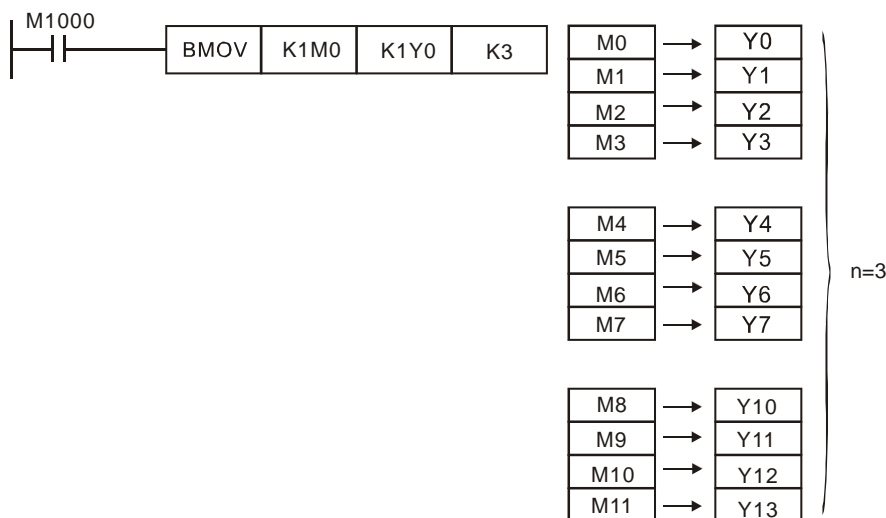 M1000
BMOV K1M0 K1Y0 K3
M0 Y0
M1 Y1
M2 Y2
M3 Y3
M4 Y4
M5 Y5
M6 Y6
M7 Y7
n=3
M8 Y10
M9 Y11
M10 Y12
M11 Y13